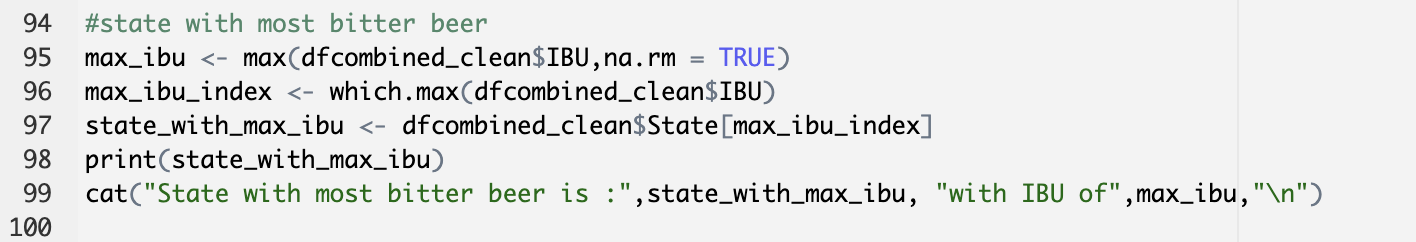 94 #state with most bitter beer
95 max_ibu <- max(dfcombined_clean$IBU,na.rm = TRUE)
96 max_ibu_index <- which.max(dfcombined_clean$IBU)
97 state_with_max_ibu <- dfcombined_clean$State[max_ibu_index]
98 print(state_with_max_ibu)
99 cat("State with most bitter beer is :",state_with_max_ibu, "with IBU of",max_ibu,"\n")
100